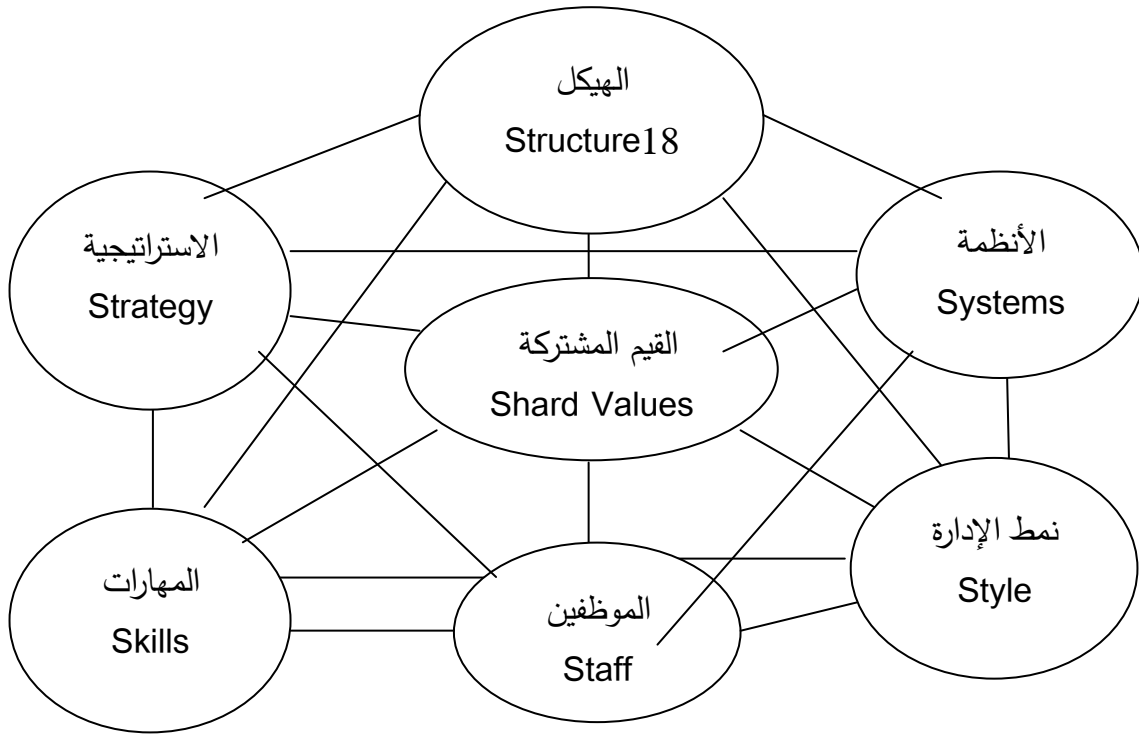 الهيكل
Structure18
الاستراتيجية
Strategy
الأنظمة
Systems
القيم المشتركة
Shard Values
المهارات
Skills
الموظفين
Staff
نمط الإدارة
Style